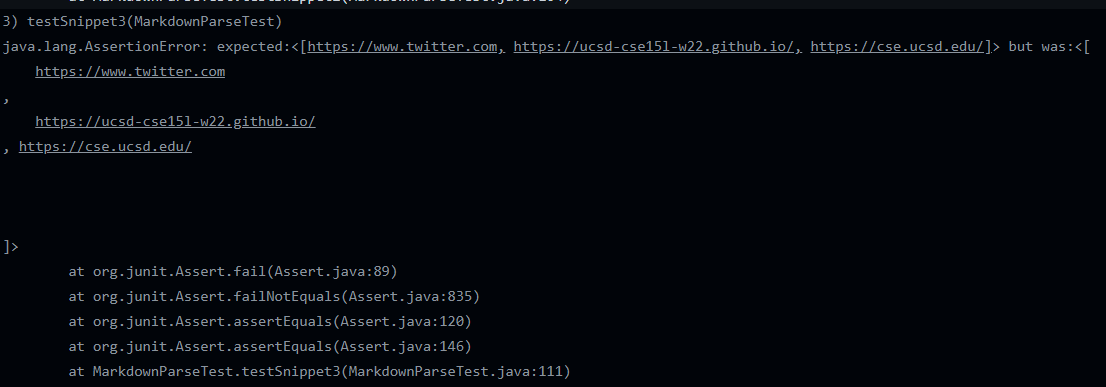 3) testSnippet3(MarkdownParseTest)
java.lang.AssertionError: expected:<[https://www.twitter.com, https://ucsd-cse15l-w22.github.io/, https://cse.ucsd.edu/]> but was:<[
https://www.twitter.com
,
https://ucsd-cse15l-w22.github.io/
, https://cse.ucsd.edu/
]>
at org.junit.Assert.fail(Assert.java:89)
at org.junit.Assert.failNotEquals(Assert.java:835)
at org.junit.Assert.assertEquals(Assert.java:120)
at org.junit.Assert.assertEquals(Assert.java:146)
at MarkdownParseTest.testSnippet3(MarkdownParseTest.java:111)